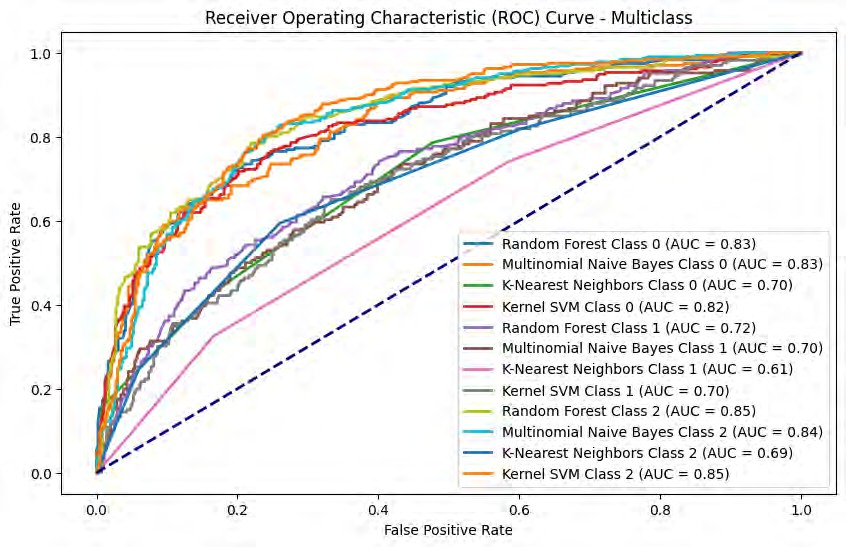 Receiver Operating Characteristic (ROC) Curve - Multiclass
True Positive Rate
1.0
0.8
0.6
0.4
0.2
0.0
Random Forest Class 0 (AUC = 0.83)
Multinomial Naive Bayes Class 0 (AUC = 0.83)
K-Nearest Neighbors Class 0 (AUC = 0.70)
Kernel SVM Class 0 (AUC = 0.82)
Random Forest Class 1 (AUC = 0.72)
Multinomial Naive Bayes Class 1 (AUC = 0.70)
K-Nearest Neighbors Class 1 (AUC = 0.61)
Kernel SVM Class 1 (AUC = 0.70)
Random Forest Class 2 (AUC = 0.85)
Multinomial Naive Bayes Class 2 (AUC = 0.84)
K-Nearest Neighbors Class 2 (AUC = 0.69)
Kernel SVM Class 2 (AUC = 0.85)
0.0 0.2 0.4 0.6 0.8 1.0
False Positive Rate